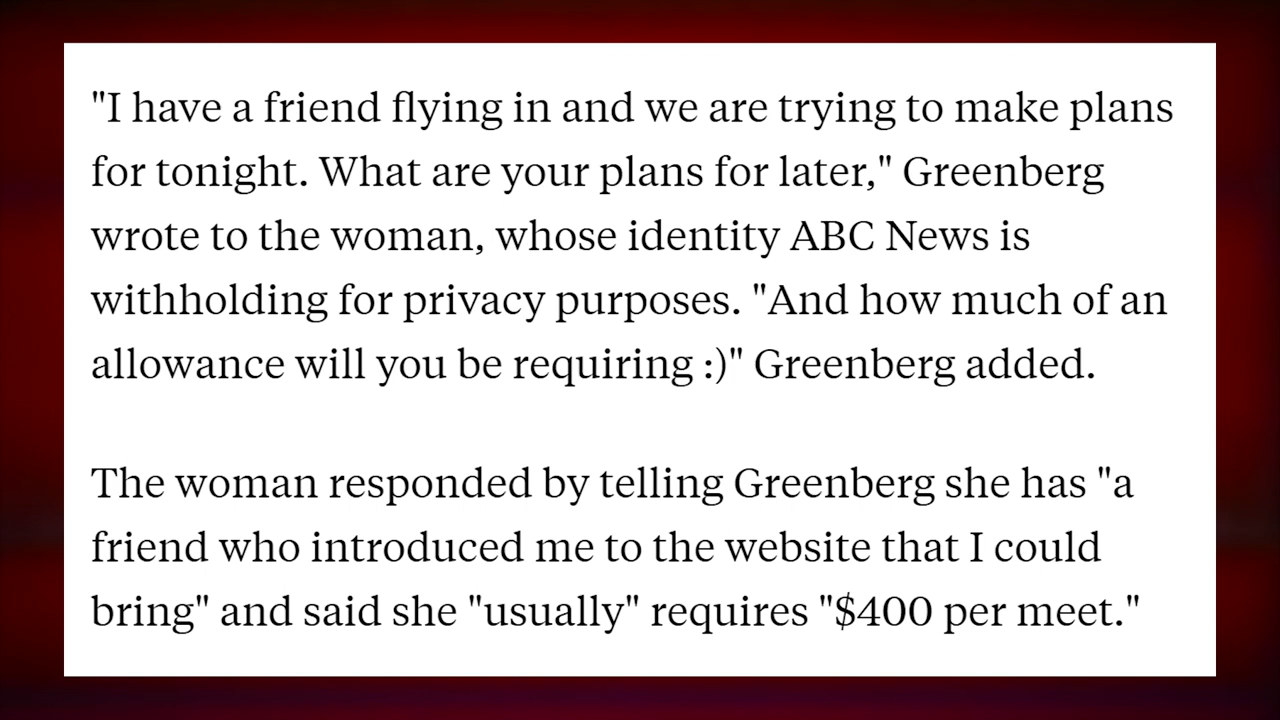 "I have a friend flying in and we are trying to make plans
for tonight. What are your plans for later," Greenberg
wrote to the woman, whose identity ABC News is
withholding for privacy purposes. "And how much of an
allowance will you be requiring :)" Greenberg added.
The woman responded by telling Greenberg she has "a
friend who introduced me to the website that I could
bring" and said she "usually" requires "$400 per meet."